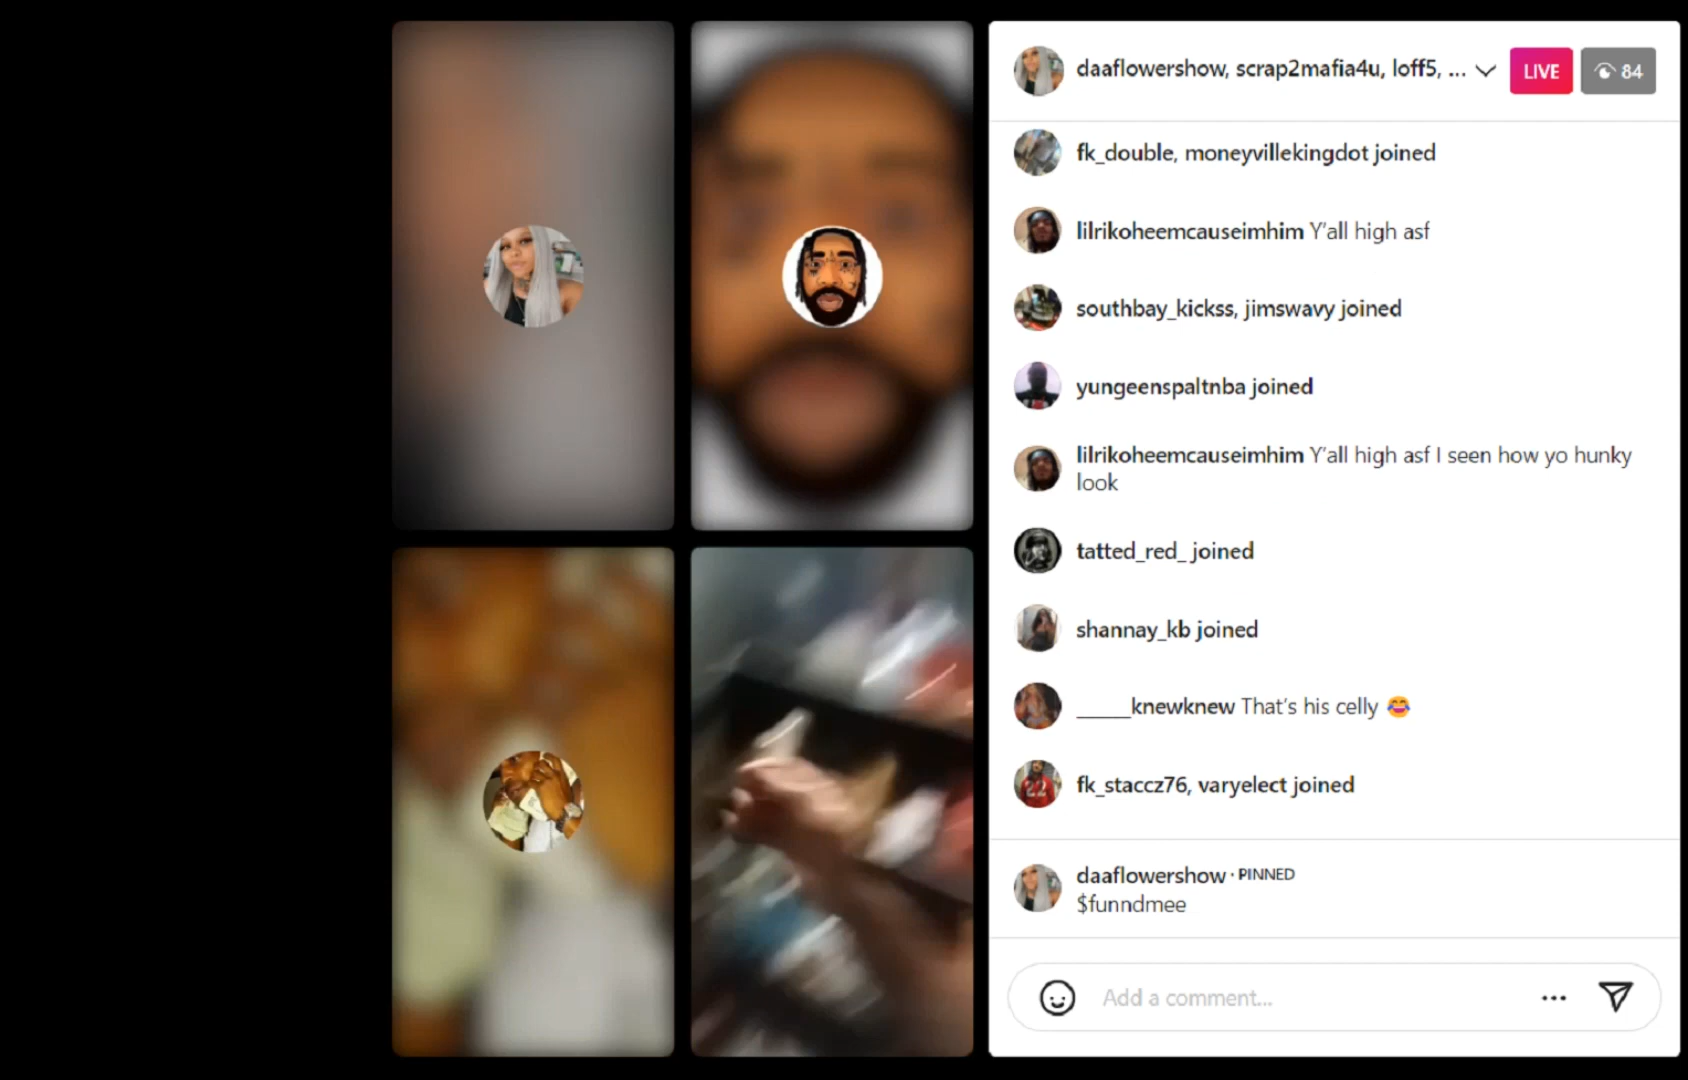 daaflowershow, scrap2mafia4u, loff5, ...
LIVE
84
fk_double, moneyvillekingdot joined
lilrikoheemcauseimhim Y'all high asf
southbay_kickss, jimswavy joined
yungeenspaltnba joined
lilrikoheemcauseimhim Y'all high asf I seen how yo hunky
look
tatted_red_ joined
shannay_kb joined
_____knewknew That's his celly 😂
fk_staccz76, varyelect joined
daaflowershow · PINNED
$funndmee
Add a comment...